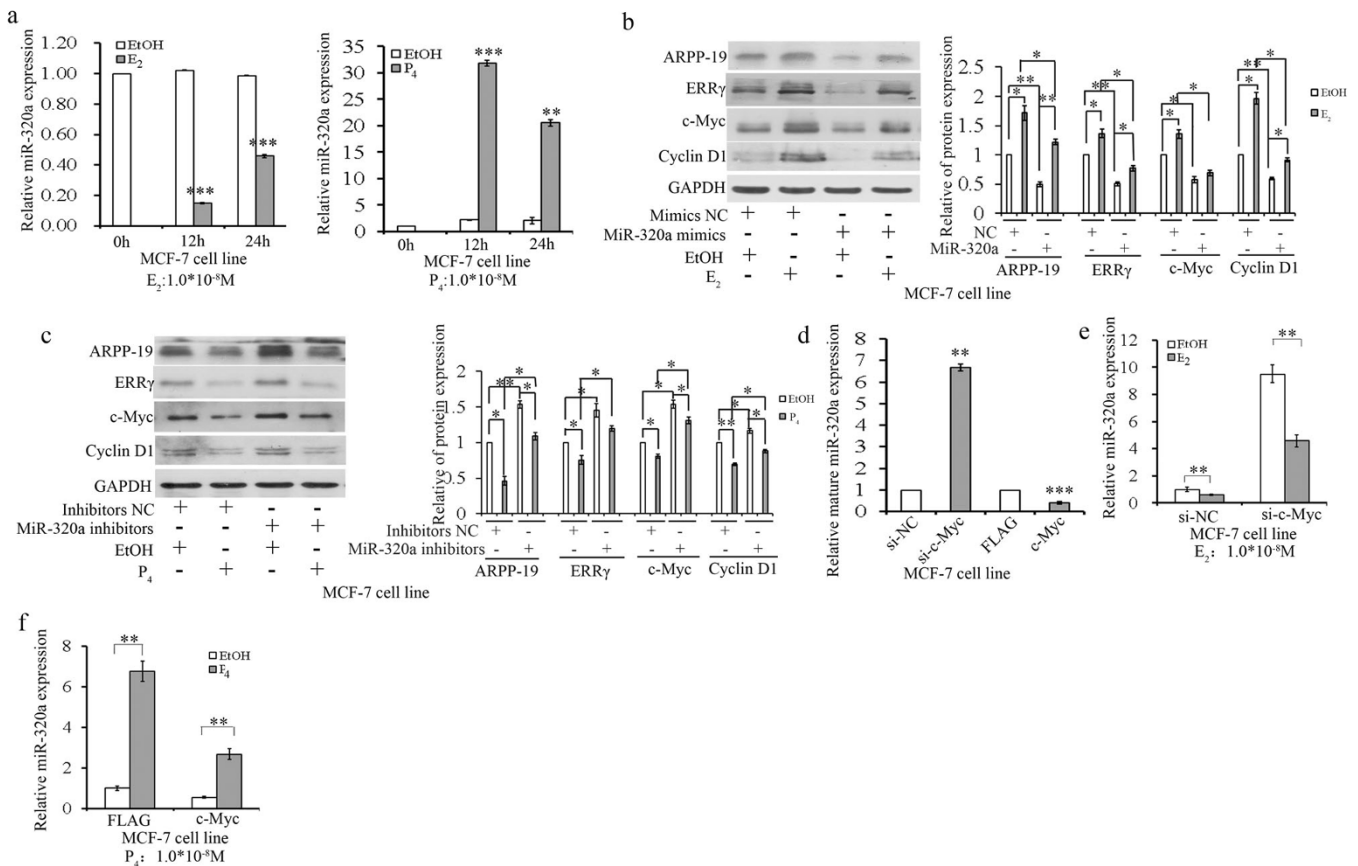 a
Relative miR-320a expression
1.20
1.00
0.80
0.60
0.40
0.20
0.00
EtOH
E₂
***
***
0h 12h 24h
MCF-7 cell line
E₂:1.0*10⁻⁸M
Relative miR-320a expression
35
30
25
20
15
10
5
0
EtOH
P₄
***
**
0h 12h 24h
MCF-7 cell line
P₄:1.0*10⁻⁸M
b
ARPP-19
ERRγ
c-Myc
Cyclin D1
GAPDH
Mimics NC + + - -
MiR-320a mimics - - + +
EtOH + - + -
E₂ - + - +
Relative of protein expression
2.5
2
1.5
1
0.5
0
* ** * **
* ** * *
* * *
* ** * *
EtOH
E₂
NC + - + - + - + -
MiR-320a - + - + - + - +
ARPP-19 ERRγ c-Myc Cyclin D1
MCF-7 cell line
c
ARPP-19
ERRγ
c-Myc
Cyclin D1
GAPDH
Inhibitors NC + + - -
MiR-320a inhibitors - - + +
EtOH + - + -
P₄ - + - +
Relative of protein expression
2
1.5
1
0.5
0
* ** * *
* * *
* * * *
* * ** *
EtOH
P₄
Inhibitors NC + - + - + - + -
MiR-320a inhibitors - + - + - + - +
ARPP-19 ERRγ c-Myc Cyclin D1
MCF-7 cell line
d
Relative mature miR-320a expression
8
7
6
5
4
3
2
1
0
**
***
si-NC si-c-Myc FLAG c-Myc
MCF-7 cell line
e
Relative miR-320a expression
12
10
8
6
4
2
0
EtOH
E₂
**
**
si-NC si-c-Myc
MCF-7 cell line
E₂: 1.0*10⁻⁸M
f
Relative miR-320a expression
8
6
4
2
0
EtOH
P₄
**
**
FLAG c-Myc
MCF-7 cell line
P₄: 1.0*10⁻⁸M